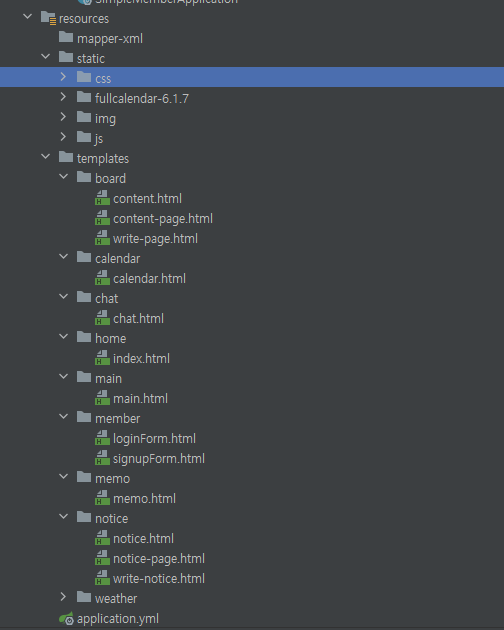 SimpleMemberApplication
resources
mapper-xml
static
css
fullcalendar-6.1.7
img
js
templates
board
content.html
content-page.html
write-page.html
calendar
calendar.html
chat
chat.html
home
index.html
main
main.html
member
loginForm.html
signupForm.html
memo
memo.html
notice
notice.html
notice-page.html
write-notice.html
weather
application.yml